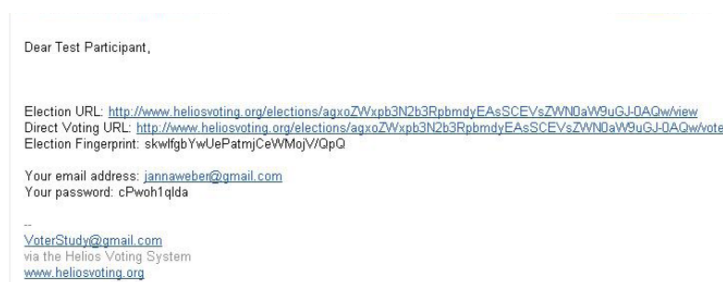 Dear Test Participant,
Election URL: http://www.heliosvoting.org/elections/agxoZWxpb3N2b3RpbmdyEAsSCEVsZWN0aW9uGJ-0AQw/view
Direct Voting URL: http://www.heliosvoting.org/elections/agxoZWxpb3N2b3RpbmdyEAsSCEVsZWN0aW9uGJ-0AQw/vote
Election Fingerprint: skwlfgbYwUePatmjCeWMojV/QpQ
Your email address: jannaweber@gmail.com
Your password: cPwoh1qlda
--
VoterStudy@gmail.com
via the Helios Voting System
www.heliosvoting.org